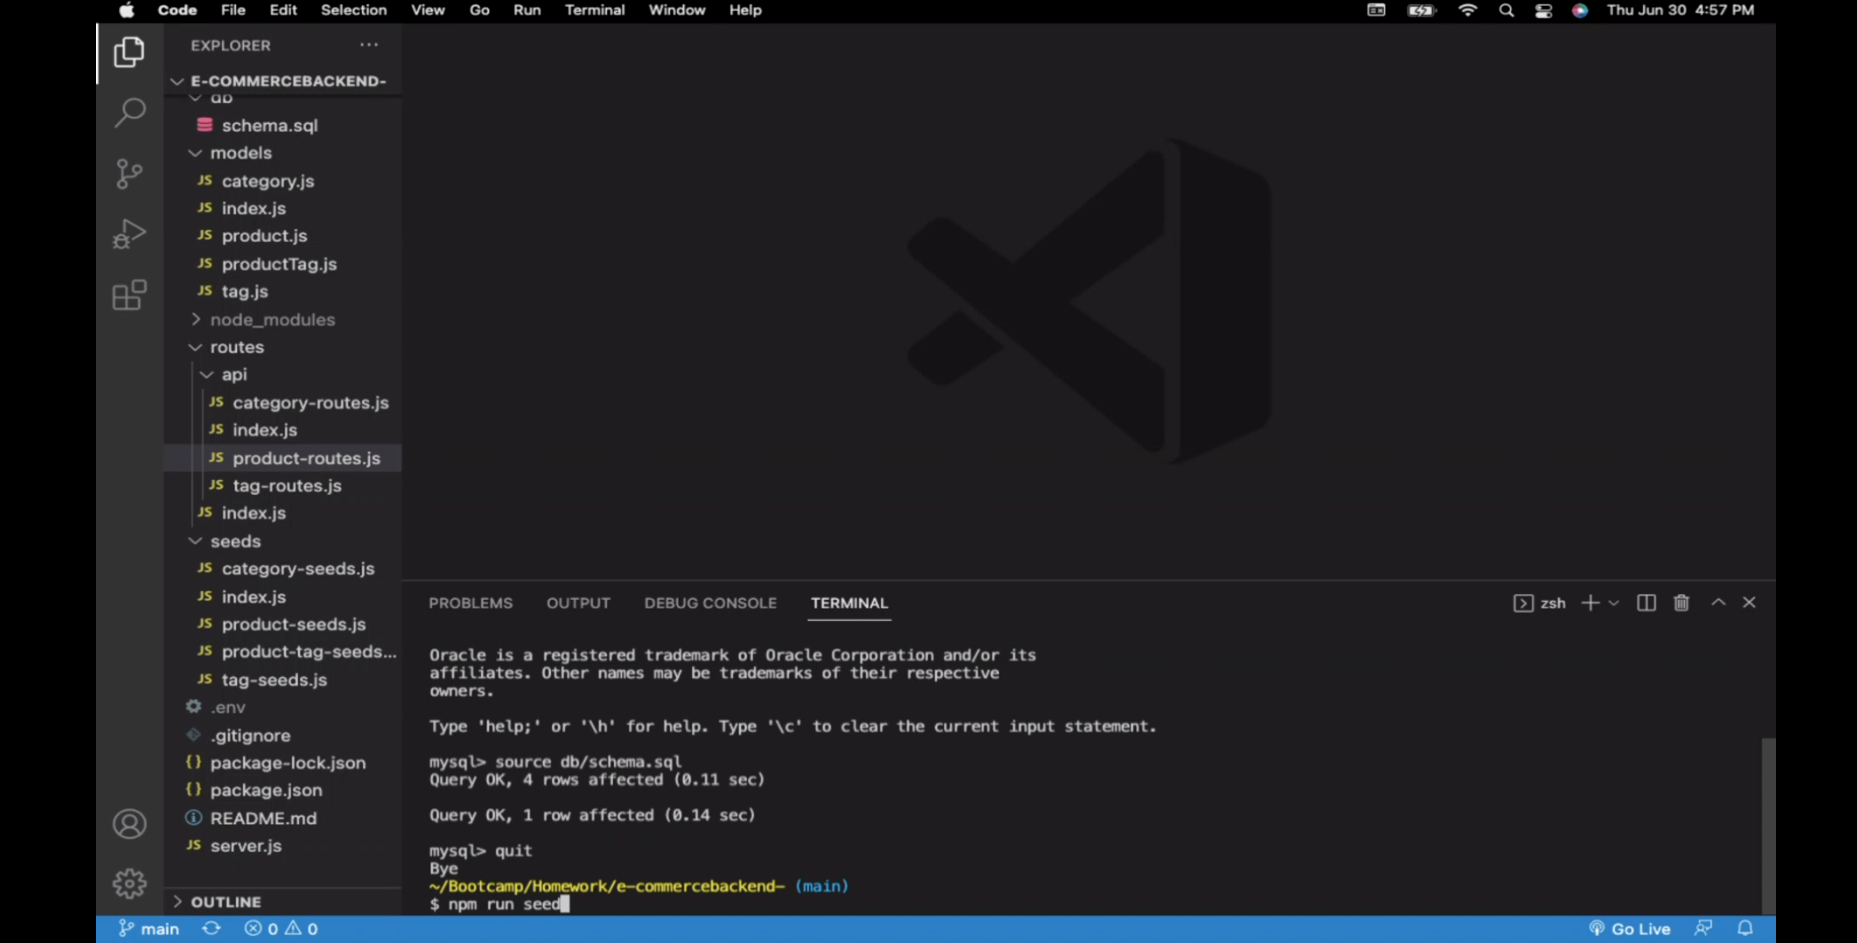 Code File Edit Selection View Go Run Terminal Window Help Thu Jun 30 4:57 PM
EXPLORER ···
E-COMMERCEBACKEND-
db
schema.sql
models
JS category.js
JS index.js
JS product.js
JS productTag.js
JS tag.js
node_modules
routes
api
JS category-routes.js
JS index.js
JS product-routes.js
JS tag-routes.js
JS index.js
seeds
JS category-seeds.js
JS index.js
JS product-seeds.js
JS product-tag-seeds...
JS tag-seeds.js
.env
.gitignore
{} package-lock.json
{} package.json
README.md
JS server.js
OUTLINE
PROBLEMS OUTPUT DEBUG CONSOLE TERMINAL zsh
Oracle is a registered trademark of Oracle Corporation and/or its
affiliates. Other names may be trademarks of their respective
owners.
Type 'help;' or '\h' for help. Type '\c' to clear the current input statement.
mysql> source db/schema.sql
Query OK, 4 rows affected (0.11 sec)
Query OK, 1 row affected (0.14 sec)
mysql> quit
Bye
~/Bootcamp/Homework/e-commercebackend- (main)
$ npm run seed
main 0 0 Go Live